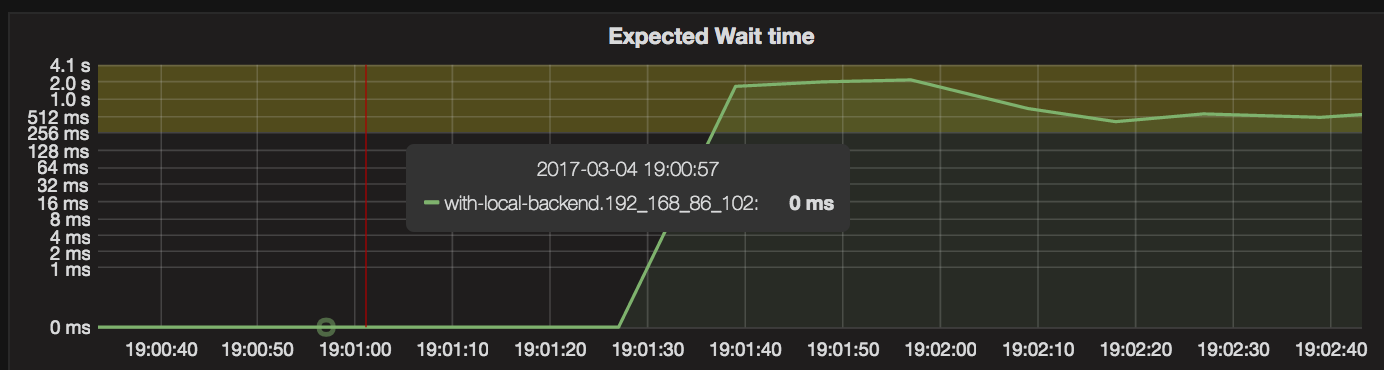 Expected Wait time
4.1 s
2.0 s
1.0 s
512 ms
256 ms
128 ms
64 ms
32 ms
16 ms
8 ms
4 ms
2 ms
1 ms
0 ms
2017-03-04 19:00:57
with-local-backend.192_168_86_102: 0 ms
19:00:40 19:00:50 19:01:00 19:01:10 19:01:20 19:01:30 19:01:40 19:01:50 19:02:00 19:02:10 19:02:20 19:02:30 19:02:40